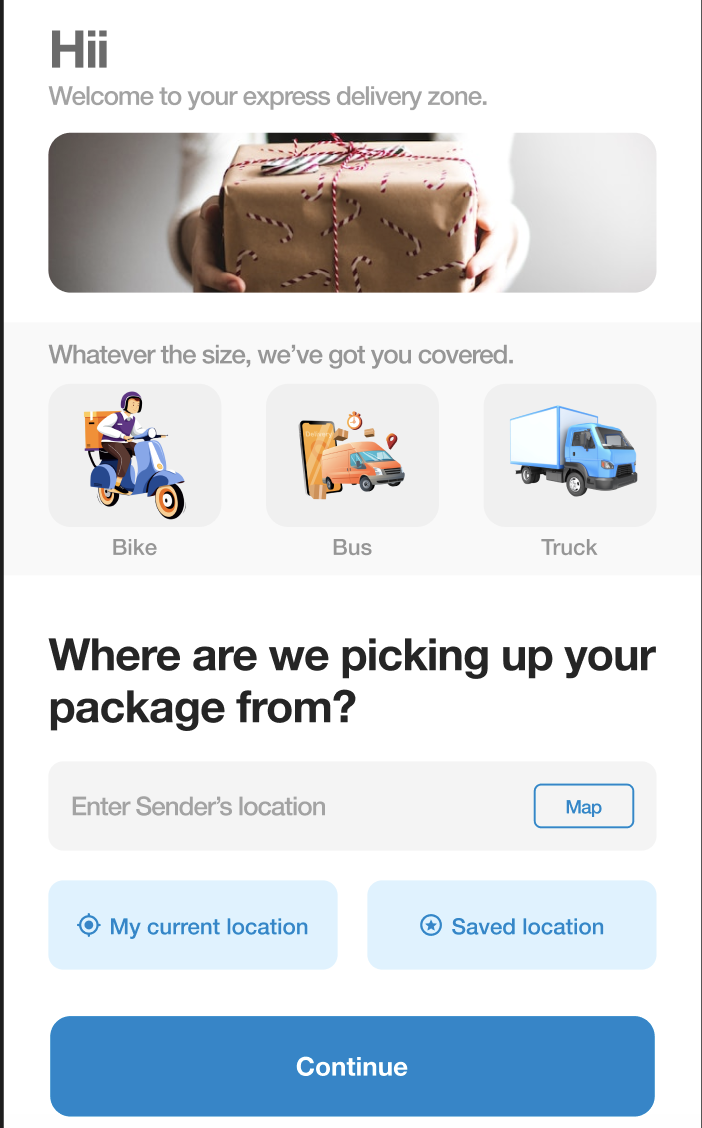 Hii
Welcome to your express delivery zone.
Whatever the size, we've got you covered.
Bike
Bus
Truck
Where are we picking up your
package from?
Enter Sender's location
Map
My current location
Saved location
Continue